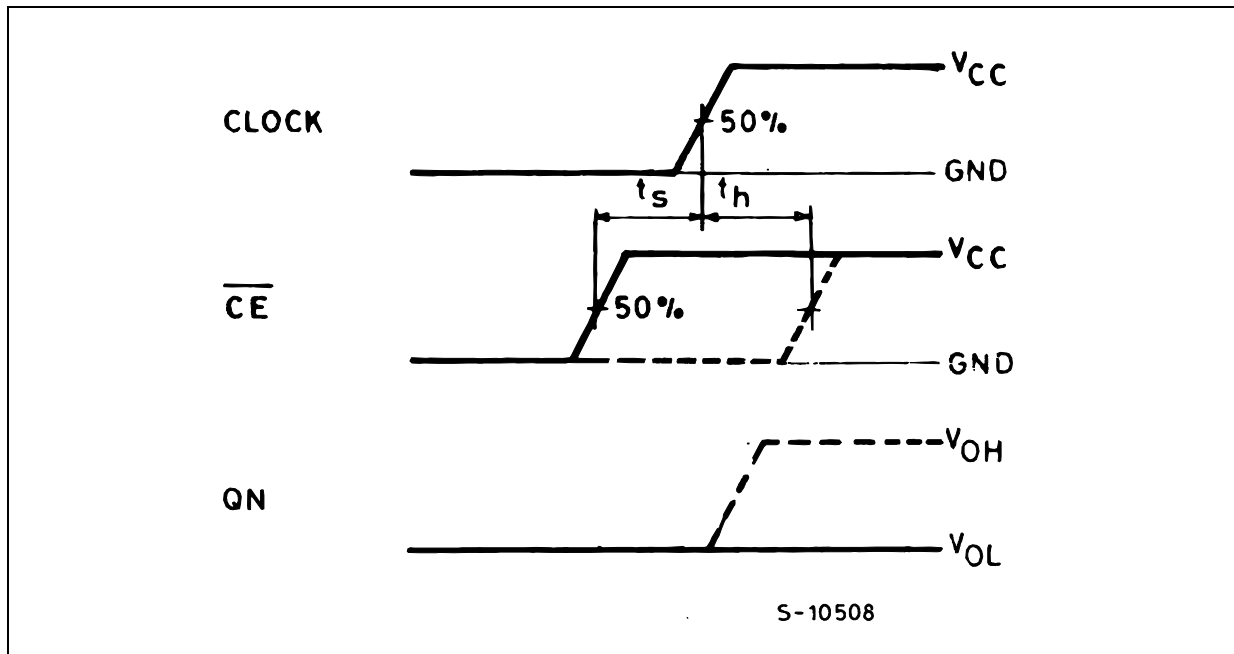 VCC
CLOCK
50%
GND
ts
th
VCC
CE
50%
GND
VOH
QN
VOL
S-10508